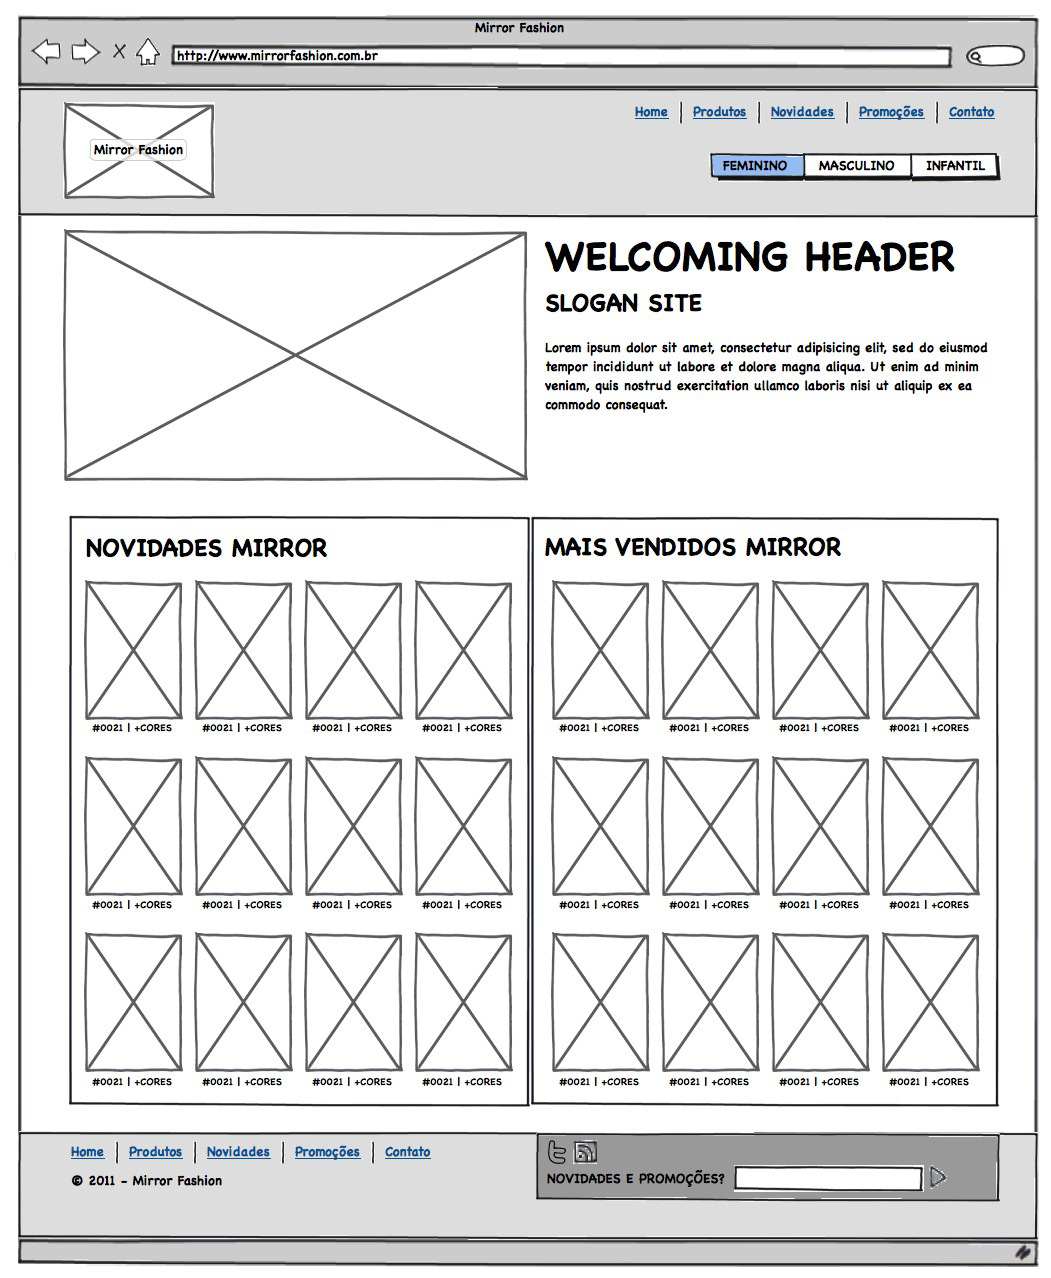 Mirror Fashion
http://www.mirrorfashion.com.br
Mirror Fashion
Home | Produtos | Novidades | Promoções | Contato
FEMININO MASCULINO INFANTIL
WELCOMING HEADER
SLOGAN SITE
Lorem ipsum dolor sit amet, consectetur adipisicing elit, sed do eiusmod
tempor incididunt ut labore et dolore magna aliqua. Ut enim ad minim
veniam, quis nostrud exercitation ullamco laboris nisi ut aliquip ex ea
commodo consequat.
NOVIDADES MIRROR
#0021 | +CORES #0021 | +CORES #0021 | +CORES #0021 | +CORES
#0021 | +CORES #0021 | +CORES #0021 | +CORES #0021 | +CORES
#0021 | +CORES #0021 | +CORES #0021 | +CORES #0021 | +CORES
MAIS VENDIDOS MIRROR
#0021 | +CORES #0021 | +CORES #0021 | +CORES #0021 | +CORES
#0021 | +CORES #0021 | +CORES #0021 | +CORES #0021 | +CORES
#0021 | +CORES #0021 | +CORES #0021 | +CORES #0021 | +CORES
Home | Produtos | Novidades | Promoções | Contato
© 2011 - Mirror Fashion
NOVIDADES E PROMOÇÕES?